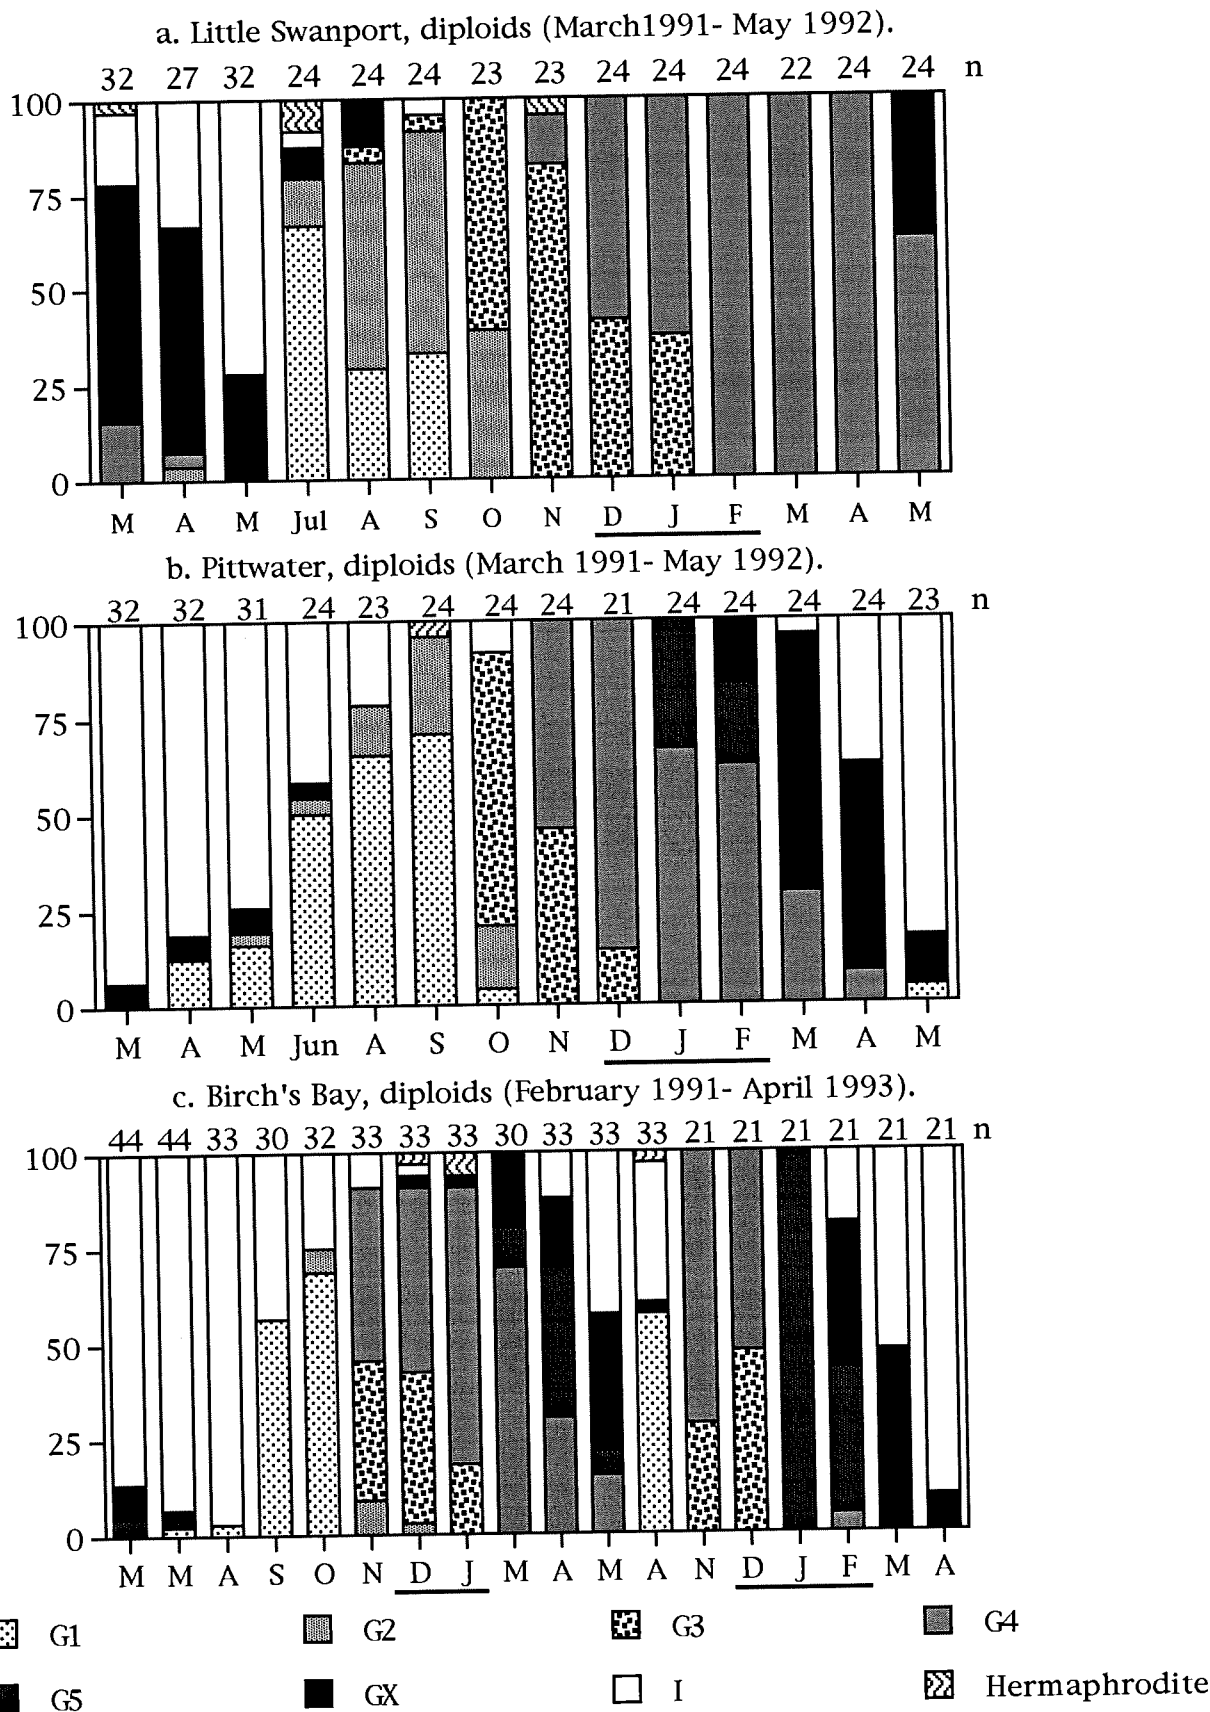 a. Little Swanport, diploids (March1991- May 1992).
32 27 32 24 24 24 23 23 24 24 24 22 24 24 n
100
75
50
25
0
M A M Jul A S O N D J F M A M
b. Pittwater, diploids (March 1991- May 1992).
32 32 31 24 23 24 24 24 21 24 24 24 24 23 n
100
75
50
25
0
M A M Jun A S O N D J F M A M
c. Birch's Bay, diploids (February 1991- April 1993).
44 44 33 30 32 33 33 33 30 33 33 33 21 21 21 21 21 21 n
100
75
50
25
0
M M A S O N D J M A M A N D J F M A
G1 G2 G3 G4
G5 GX I Hermaphrodite